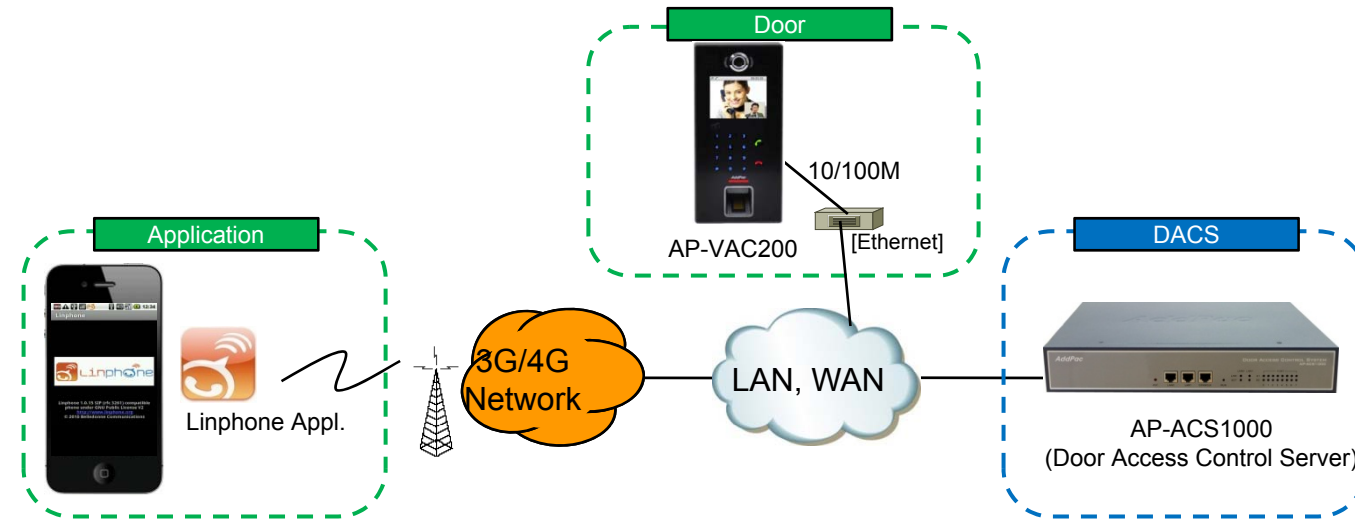 Door
10/100M
[Ethernet]
AP-VAC200
Application
Linphone
Linphone
Linphone Appl.
3G/4G
Network
LAN, WAN
DACS
AddPac
AP-ACS1000
(Door Access Control Server)